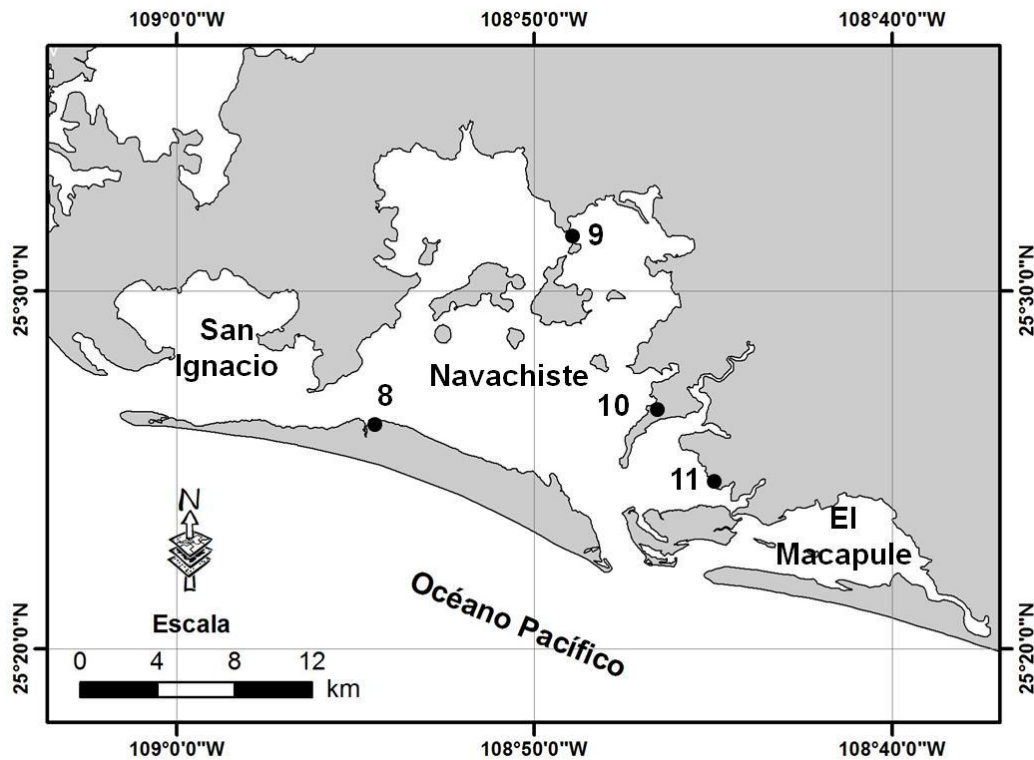 109°0'0"W 108°50'0"W 108°40'0"W
9
25°30'0"N 25°30'0"N
San
Ignacio
Navachiste
8
10
11
El
Macapule
N
Océano Pacífico
Escala
25°20'0"N 25°20'0"N
0 4 8 12
km
109°0'0"W 108°50'0"W 108°40'0"W